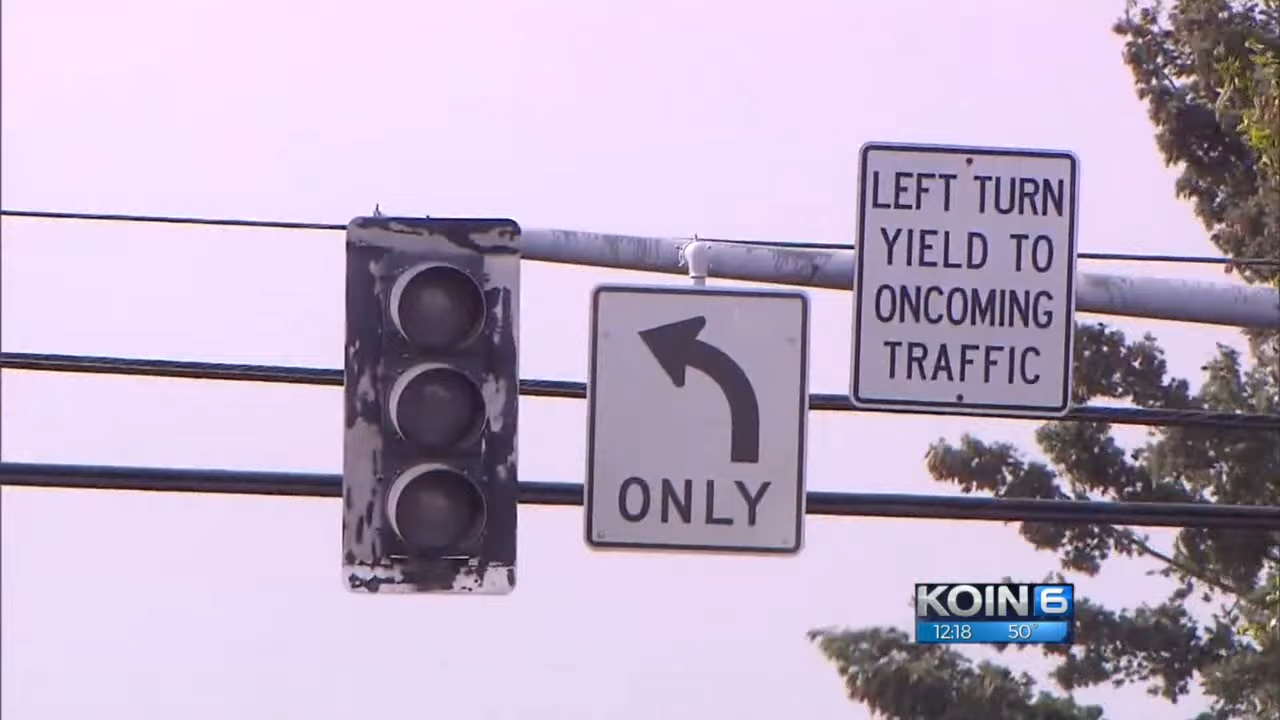 LEFT TURN
YIELD TO
ONCOMING
TRAFFIC
ONLY
KOIN 6
12:18 50°